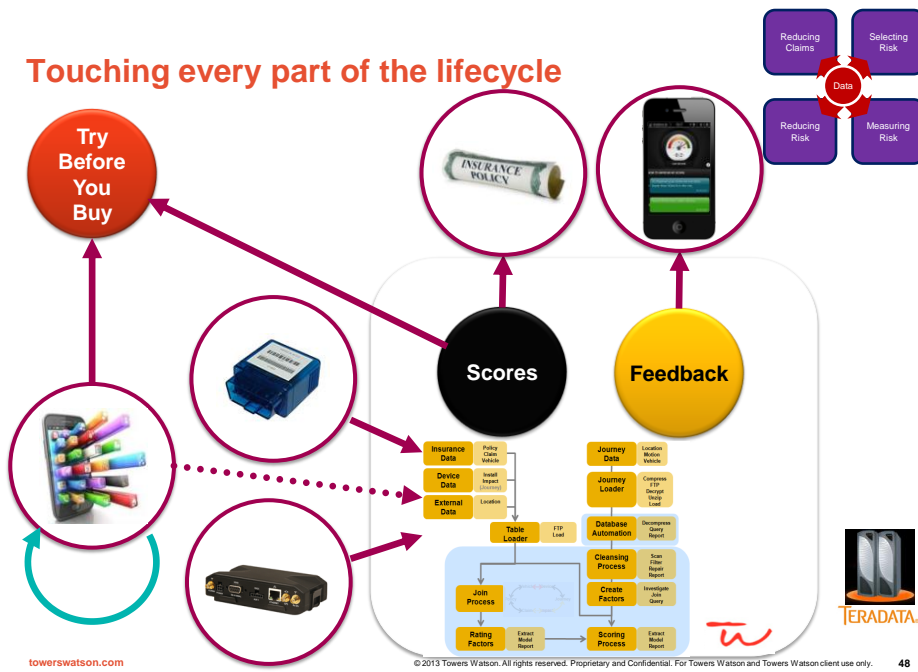 Touching every part of the lifecycle
Reducing
Claims
Selecting
Risk
Data
Reducing
Risk
Measuring
Risk
Try
Before
You
Buy
INSURANCE
POLICY
Scores
Feedback
Insurance
Data
Policy
Claim
Vehicle
Device
Data
Install
Impact
(Journey)
External
Data
Location
Table
Loader
FTP
Load
Join
Process
Rating
Factors
Extract
Model
Report
Journey
Data
Location
Motion
Vehicle
Journey
Loader
Compress
FTP
Decrypt
Unzip
Load
Database
Automation
Decompress
Query
Report
Cleansing
Process
Scan
Filter
Repair
Report
Create
Factors
Investigate
Join
Query
Scoring
Process
Extract
Model
Report
TERADATA
towerswatson.com
© 2013 Towers Watson. All rights reserved. Proprietary and Confidential. For Towers Watson and Towers Watson client use only.
48